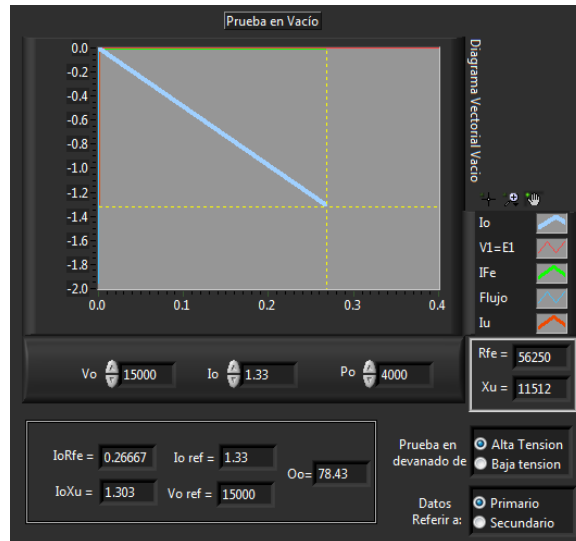 Prueba en Vacío
0.0
-0.2
-0.4
-0.6
-0.8
-1.0
-1.2
-1.4
-1.6
-1.8
-2.0
0.0 0.1 0.2 0.3 0.4
Diagrama Vectorial Vacio
Io
V1=E1
IFe
Flujo
Iu
Vo 15000 Io 1.33 Po 4000
Rfe = 56250
Xu = 11512
IoRfe = 0.26667 Io ref = 1.33
IoXu = 1.303 Vo ref = 15000
Oo= 78.43
Prueba en devanado de
Alta Tension
Baja tension
Datos Referir a:
Primario
Secundario